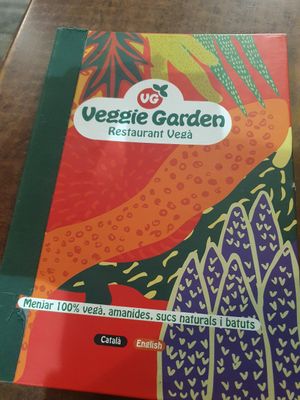 VG
Veggie Garden
Restaurant Vegà
Menjar 100% vegà, amanides, sucs naturals i batuts
Català English